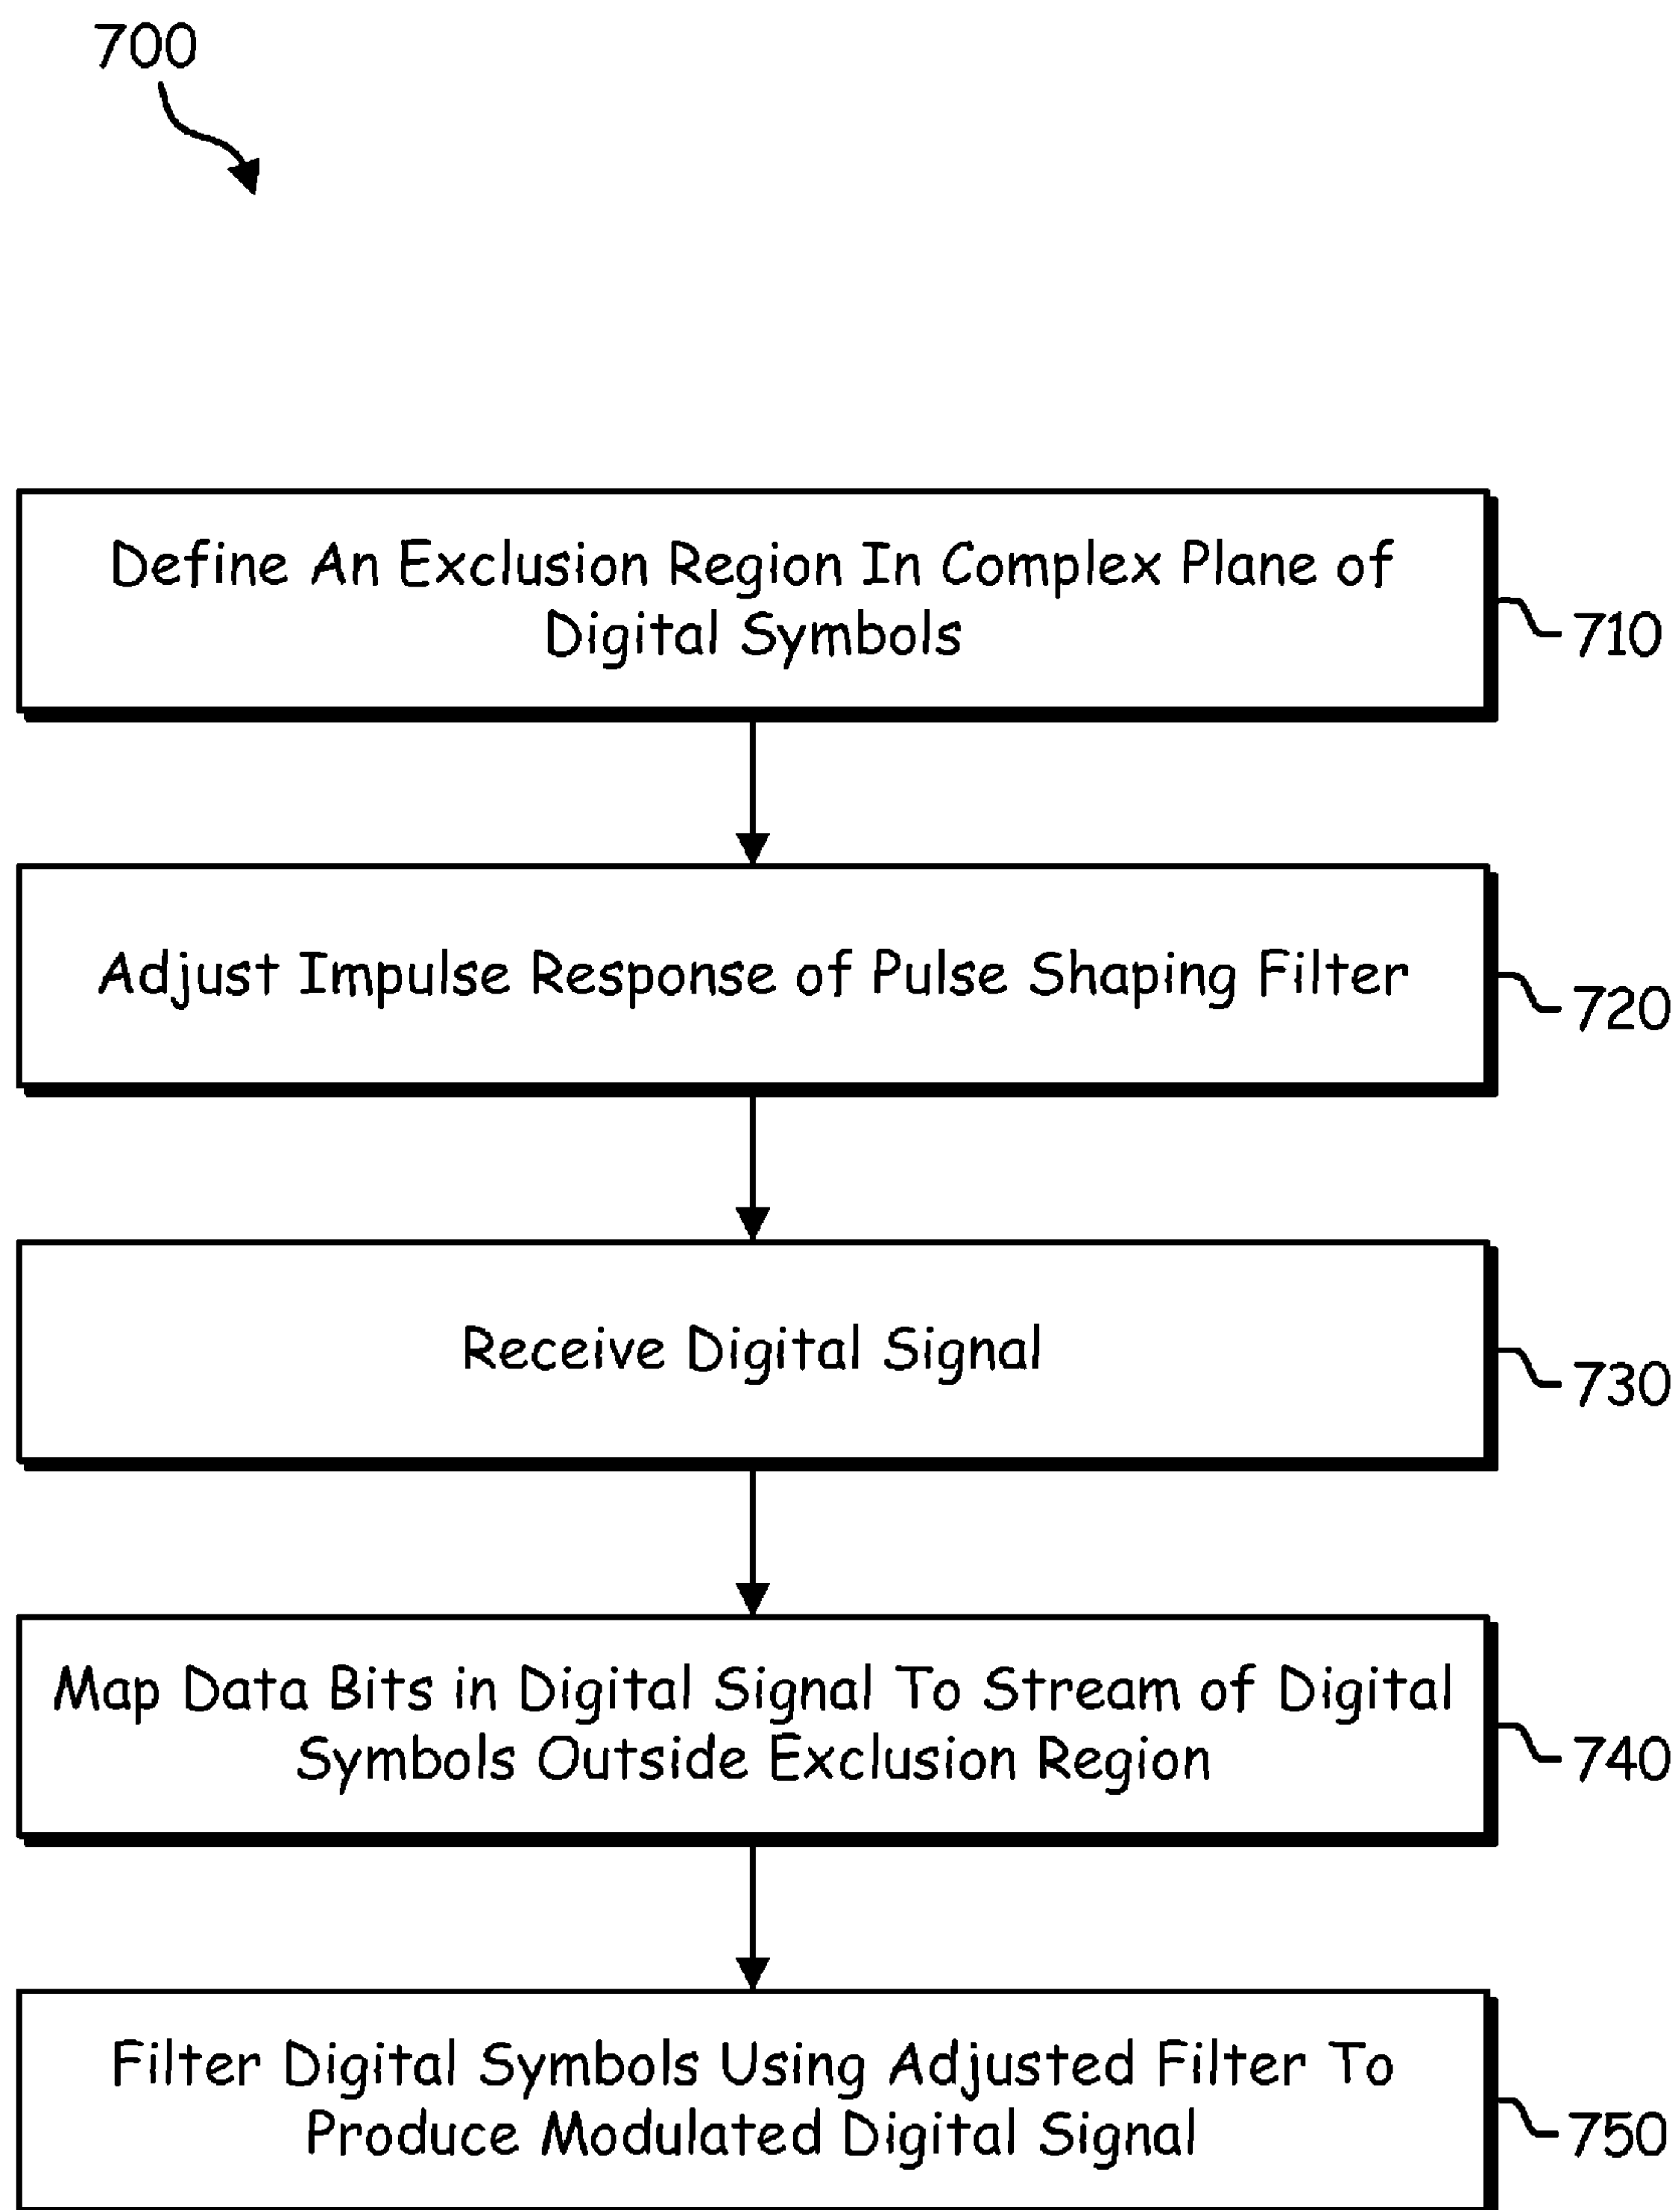 700
Define An Exclusion Region In Complex Plane of
Digital Symbols
710
Adjust Impulse Response of Pulse Shaping Filter
720
Receive Digital Signal
730
Map Data Bits in Digital Signal To Stream of Digital
Symbols Outside Exclusion Region
740
Filter Digital Symbols Using Adjusted Filter To
Produce Modulated Digital Signal
750